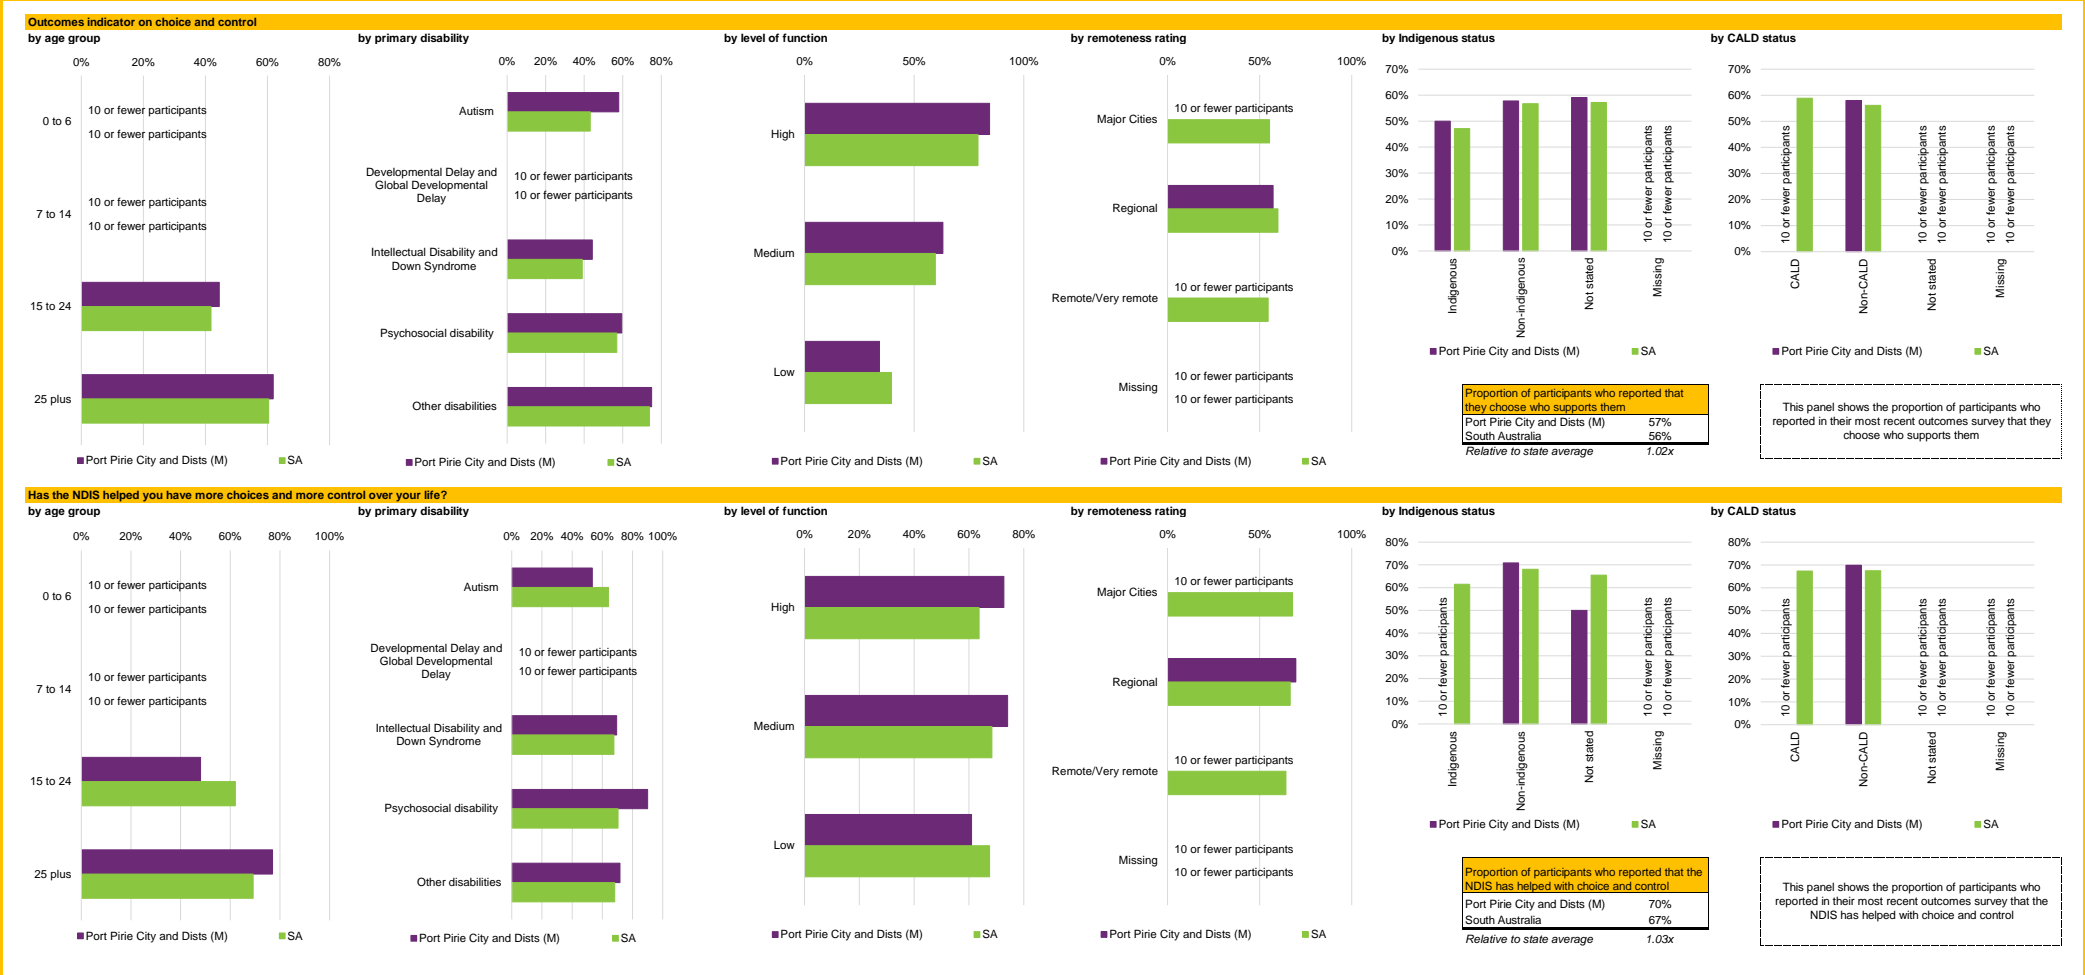 Outcomes indicator on choice and control
by age group
0% 20% 40% 60% 80%
0 to 6
10 or fewer participants
10 or fewer participants
7 to 14
10 or fewer participants
10 or fewer participants
15 to 24
25 plus
Port Pirie City and Dists (M) SA
by primary disability
0% 20% 40% 60% 80%
Autism
Developmental Delay and
Global Developmental
Delay
10 or fewer participants
10 or fewer participants
Intellectual Disability and
Down Syndrome
Psychosocial disability
Other disabilities
Port Pirie City and Dists (M) SA
by level of function
0% 50% 100%
High
Medium
Low
Port Pirie City and Dists (M) SA
by remoteness rating
0% 50% 100%
Major Cities
10 or fewer participants
Regional
Remote/Very remote
10 or fewer participants
Missing
10 or fewer participants
10 or fewer participants
Port Pirie City and Dists (M) SA
by Indigenous status
70%
60%
50%
40%
30%
20%
10%
0%
10 or fewer participants
10 or fewer participants
Indigenous
Non-indigenous
Not stated
Missing
Port Pirie City and Dists (M) SA
Proportion of participants who reported that
they choose who supports them
Port Pirie City and Dists (M) 57%
South Australia 56%
Relative to state average 1.02x
by CALD status
70%
60%
50%
40%
30%
20%
10%
0%
10 or fewer participants
10 or fewer participants
10 or fewer participants
10 or fewer participants
10 or fewer participants
CALD
Non-CALD
Not stated
Missing
Port Pirie City and Dists (M) SA
This panel shows the proportion of participants who
reported in their most recent outcomes survey that they
choose who supports them
Has the NDIS helped you have more choices and more control over your life?
by age group
0% 20% 40% 60% 80% 100%
0 to 6
10 or fewer participants
10 or fewer participants
7 to 14
10 or fewer participants
10 or fewer participants
15 to 24
25 plus
Port Pirie City and Dists (M) SA
by primary disability
0% 20% 40% 60% 80% 100%
Autism
Developmental Delay and
Global Developmental
Delay
10 or fewer participants
10 or fewer participants
Intellectual Disability and
Down Syndrome
Psychosocial disability
Other disabilities
Port Pirie City and Dists (M) SA
by level of function
0% 20% 40% 60% 80%
High
Medium
Low
Port Pirie City and Dists (M) SA
by remoteness rating
0% 50% 100%
Major Cities
10 or fewer participants
Regional
Remote/Very remote
10 or fewer participants
Missing
10 or fewer participants
10 or fewer participants
Port Pirie City and Dists (M) SA
by Indigenous status
80%
70%
60%
50%
40%
30%
20%
10%
0%
10 or fewer participants
10 or fewer participants
10 or fewer participants
Indigenous
Non-indigenous
Not stated
Missing
Port Pirie City and Dists (M) SA
Proportion of participants who reported that the
NDIS has helped with choice and control
Port Pirie City and Dists (M) 70%
South Australia 67%
Relative to state average 1.03x
by CALD status
80%
70%
60%
50%
40%
30%
20%
10%
0%
10 or fewer participants
10 or fewer participants
10 or fewer participants
10 or fewer participants
10 or fewer participants
CALD
Non-CALD
Not stated
Missing
Port Pirie City and Dists (M) SA
This panel shows the proportion of participants who
reported in their most recent outcomes survey that the
NDIS has helped with choice and control